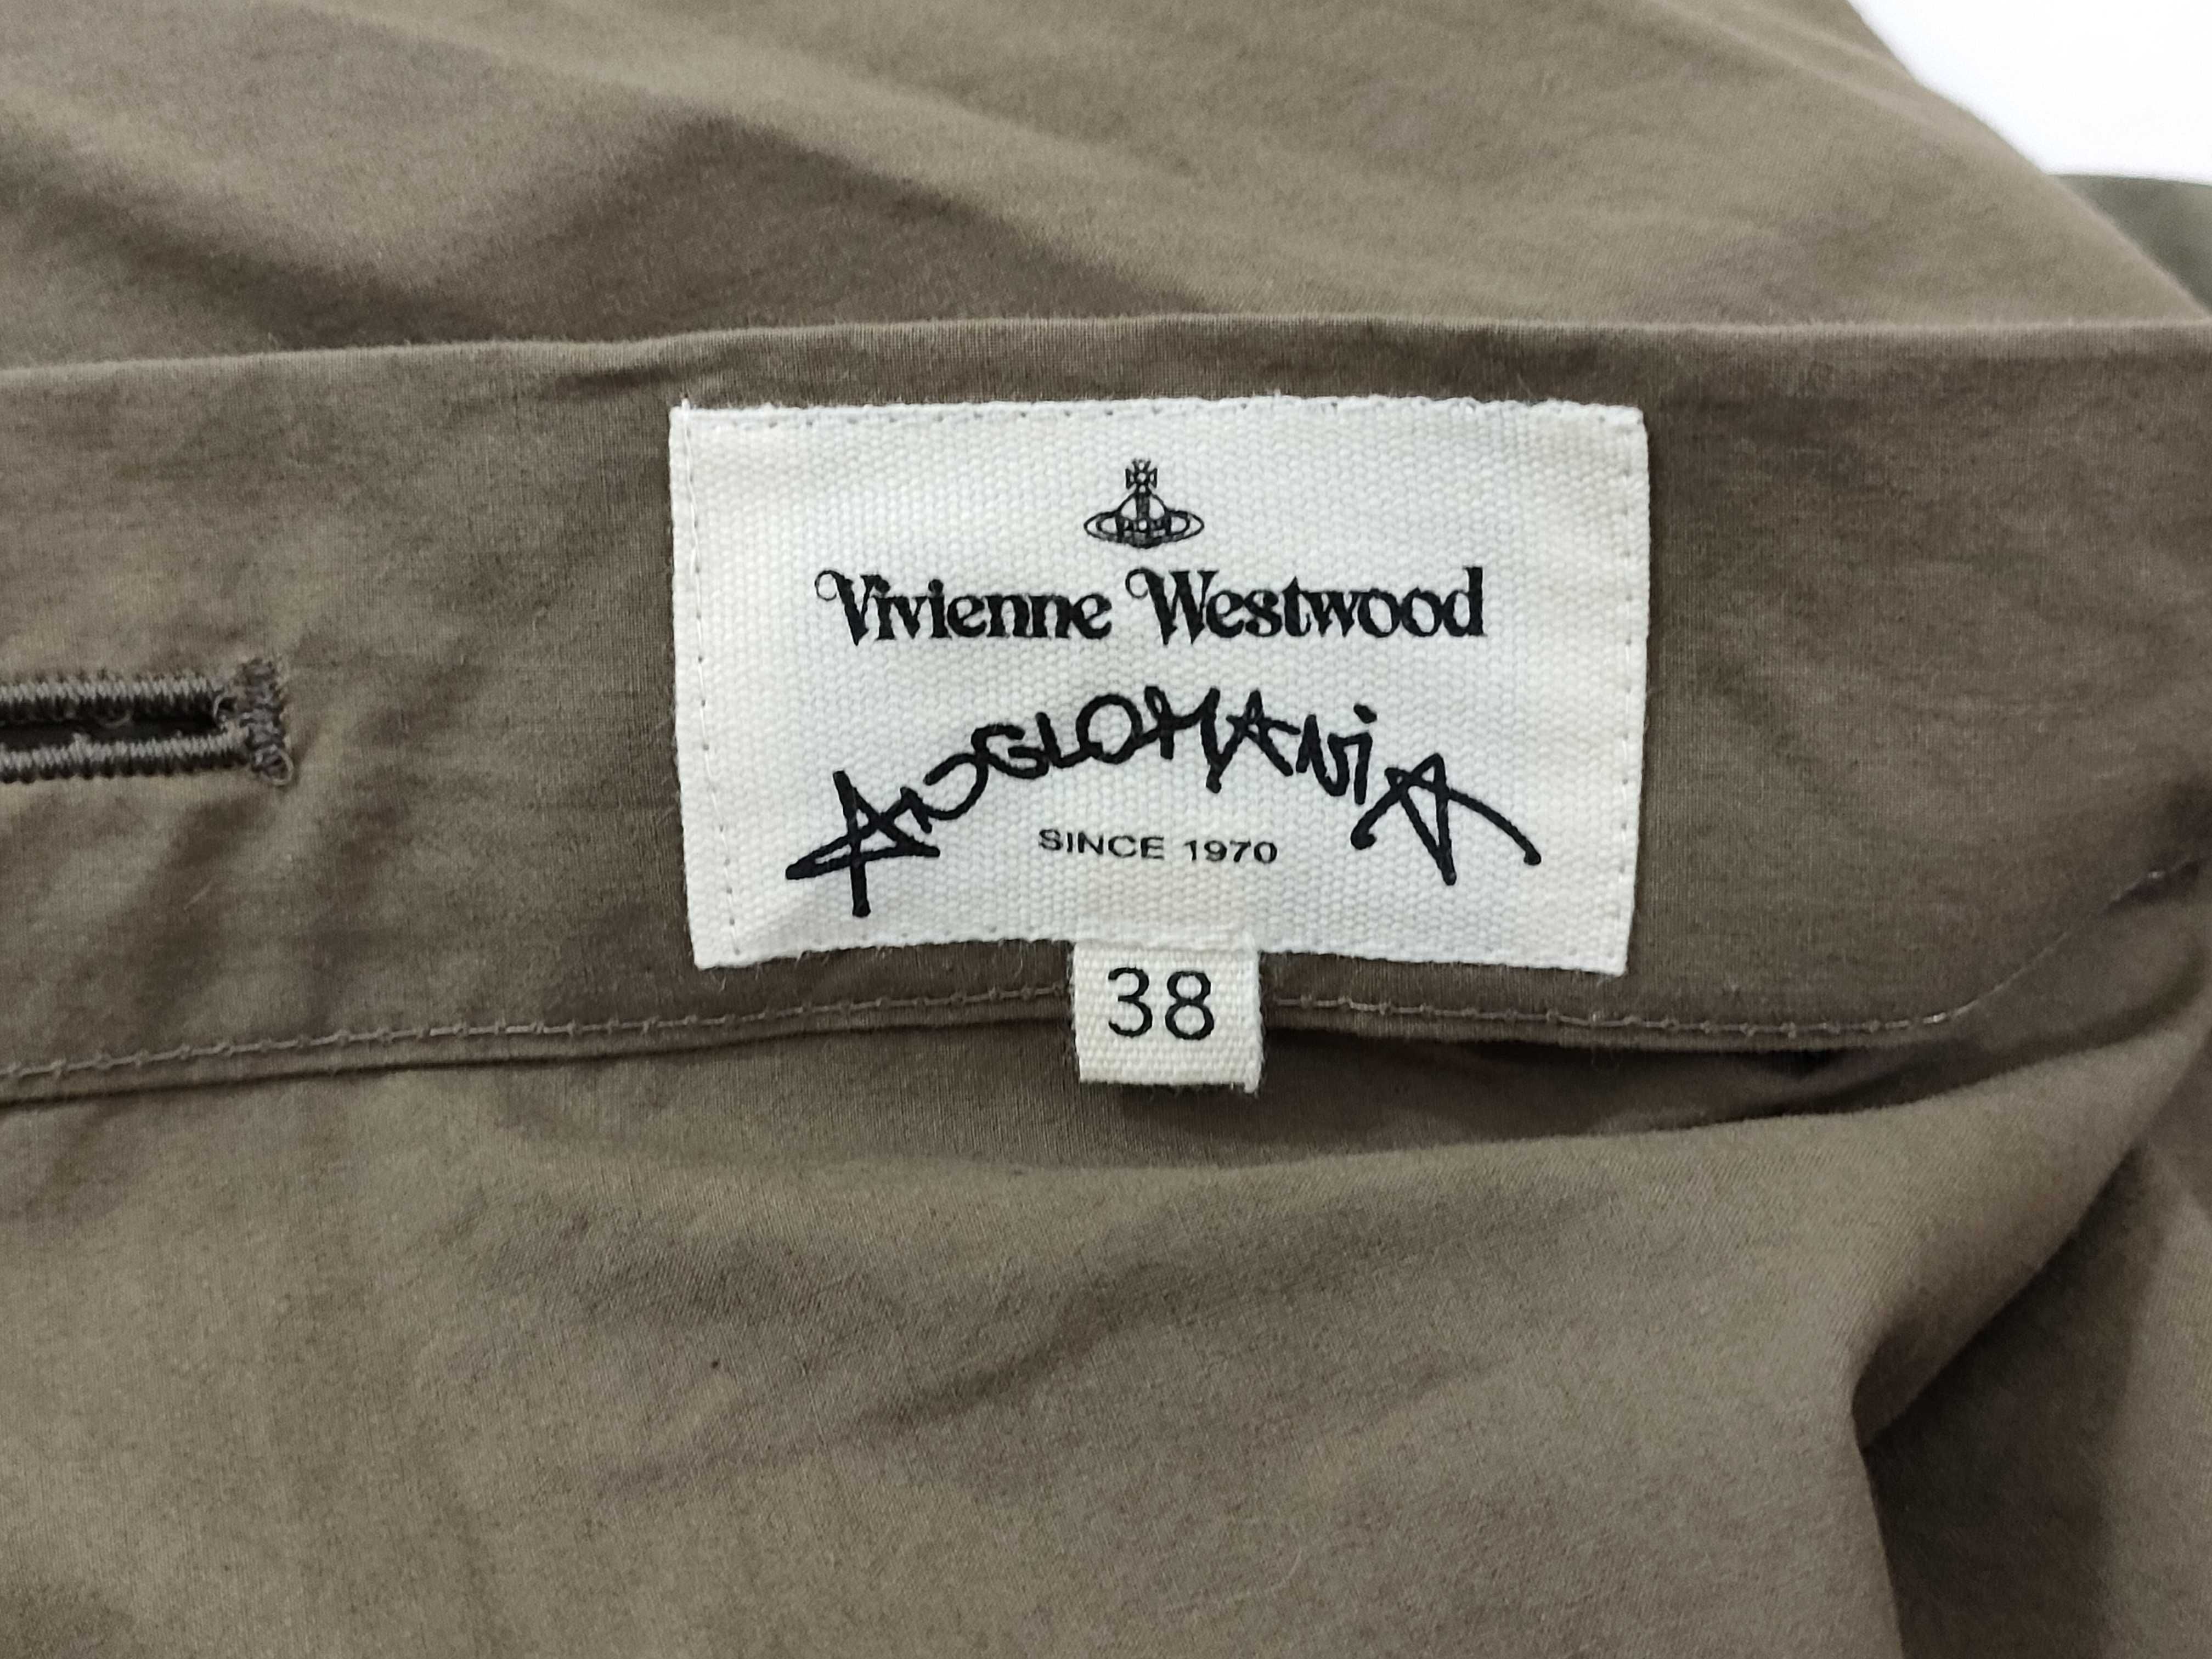 Vivienne Westwood
ANGLOMANiA
SINCE 1970
38